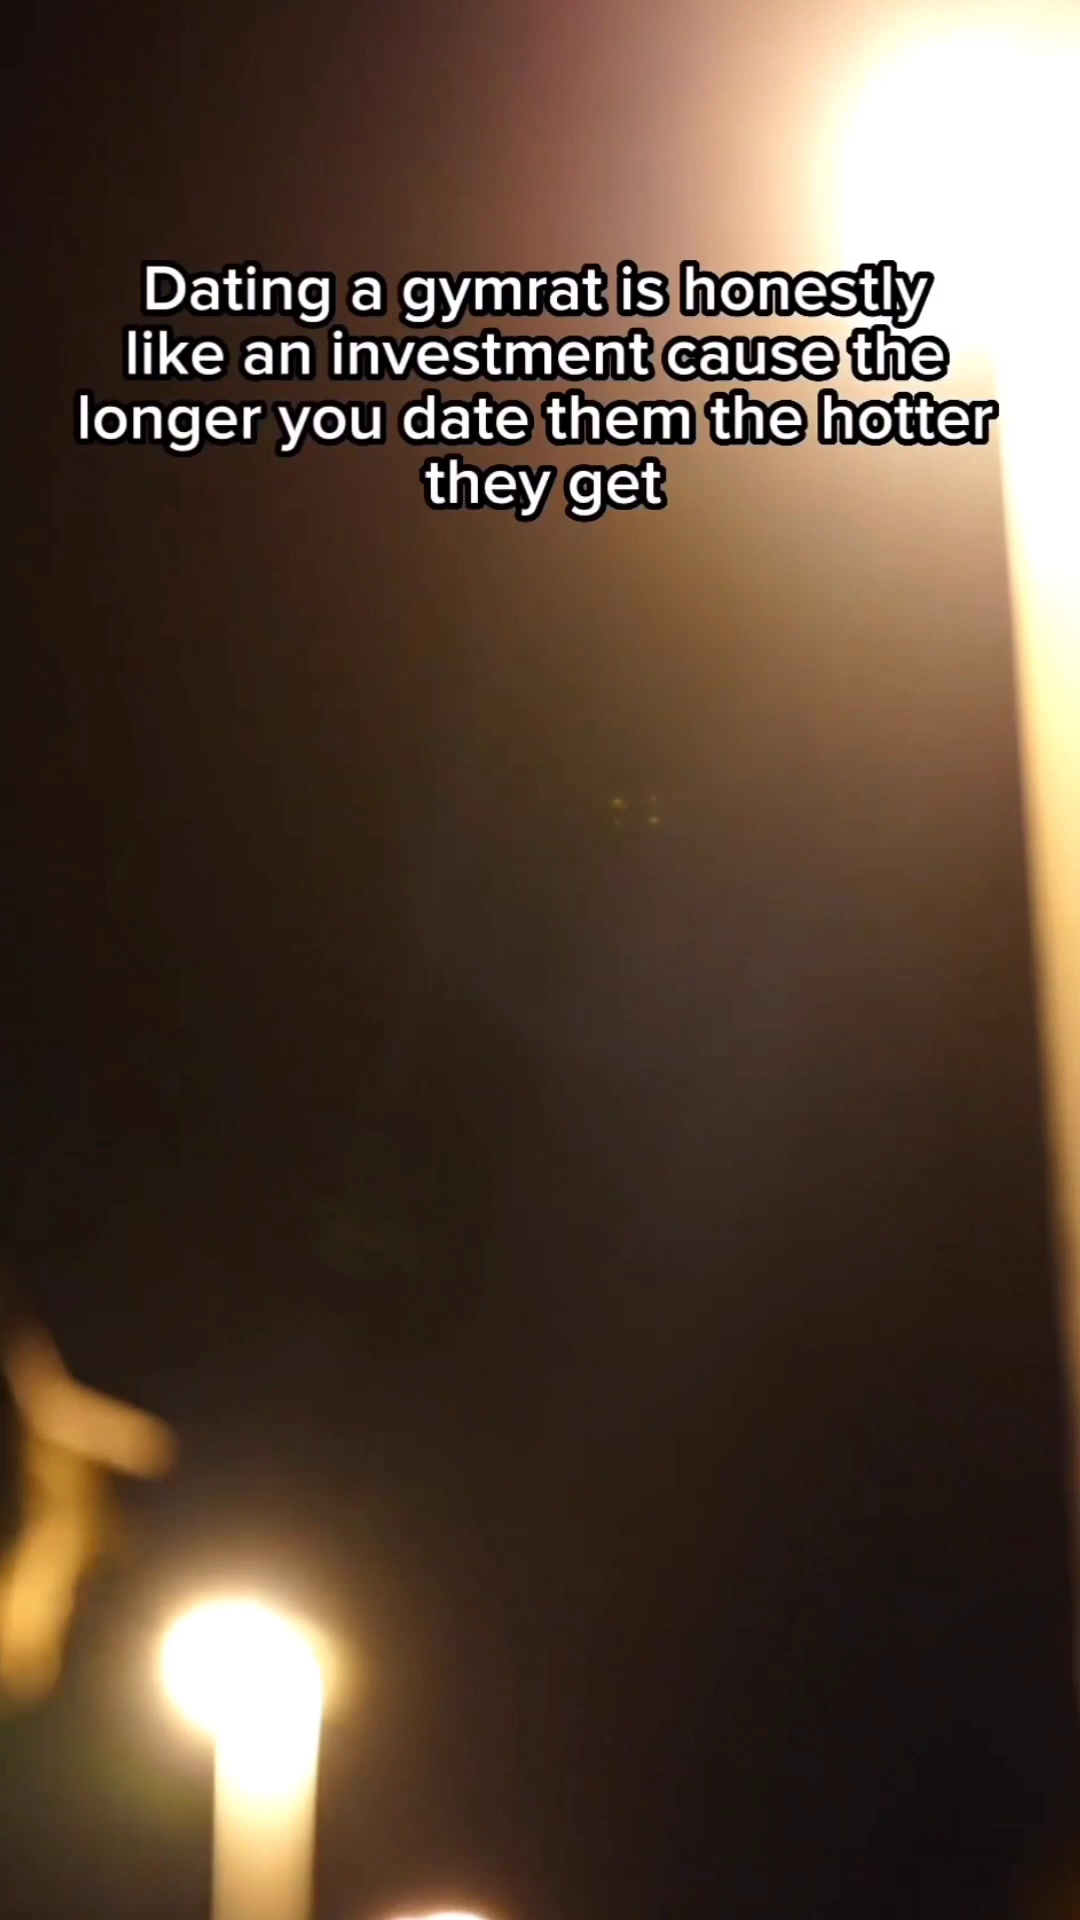 Dating a gymrat is honestly
like an investment cause the
longer you date them the hotter
they get